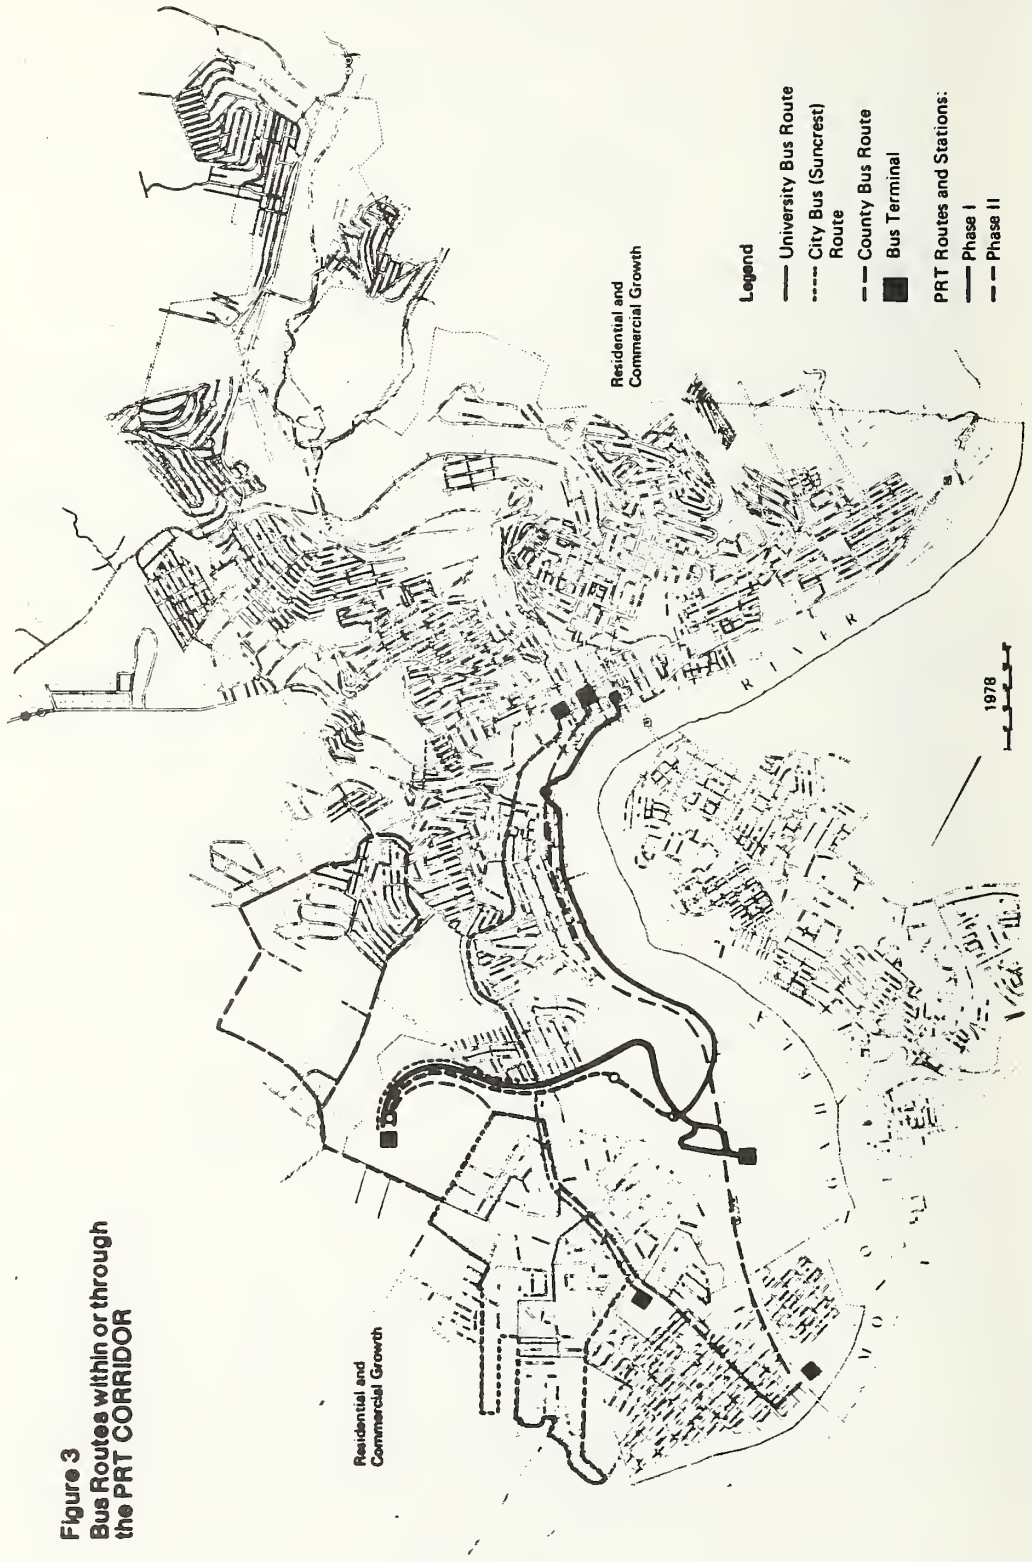 Figure 3
Bus Routes within or through
the PRT CORRIDOR
Residential and
Commercial Growth
Residential and
Commercial Growth
Legend
University Bus Route
City Bus (Suncrest)
Route
County Bus Route
Bus Terminal
PRT Routes and Stations:
Phase I
Phase II
RIVER
1978